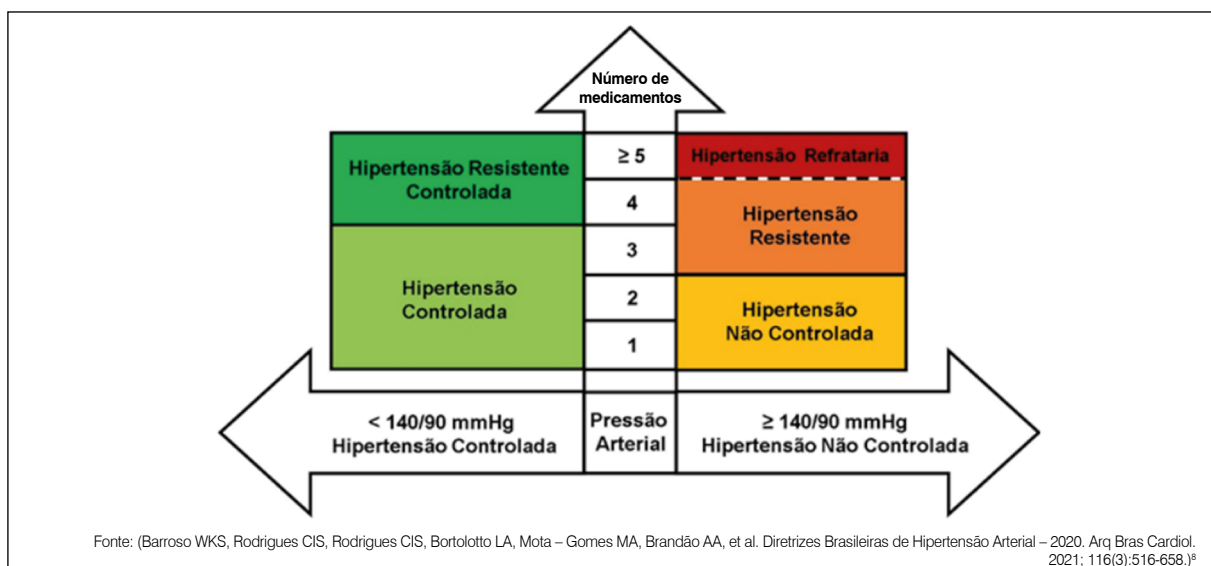 Número de
medicamentos
Hipertensão Resistente
Controlada
≥ 5
Hipertensão Refrataria
4
Hipertensão
Resistente
3
Hipertensão
Controlada
2
Hipertensão
Não Controlada
1
< 140/90 mmHg
Hipertensão Controlada
Pressão
Arterial
≥ 140/90 mmHg
Hipertensão Não Controlada
Fonte: (Barroso WKS, Rodrigues CIS, Rodrigues CIS, Bortolotto LA, Mota – Gomes MA, Brandão AA, et al. Diretrizes Brasileiras de Hipertensão Arterial – 2020. Arq Bras Cardiol.
2021; 116(3):516-658.)⁸